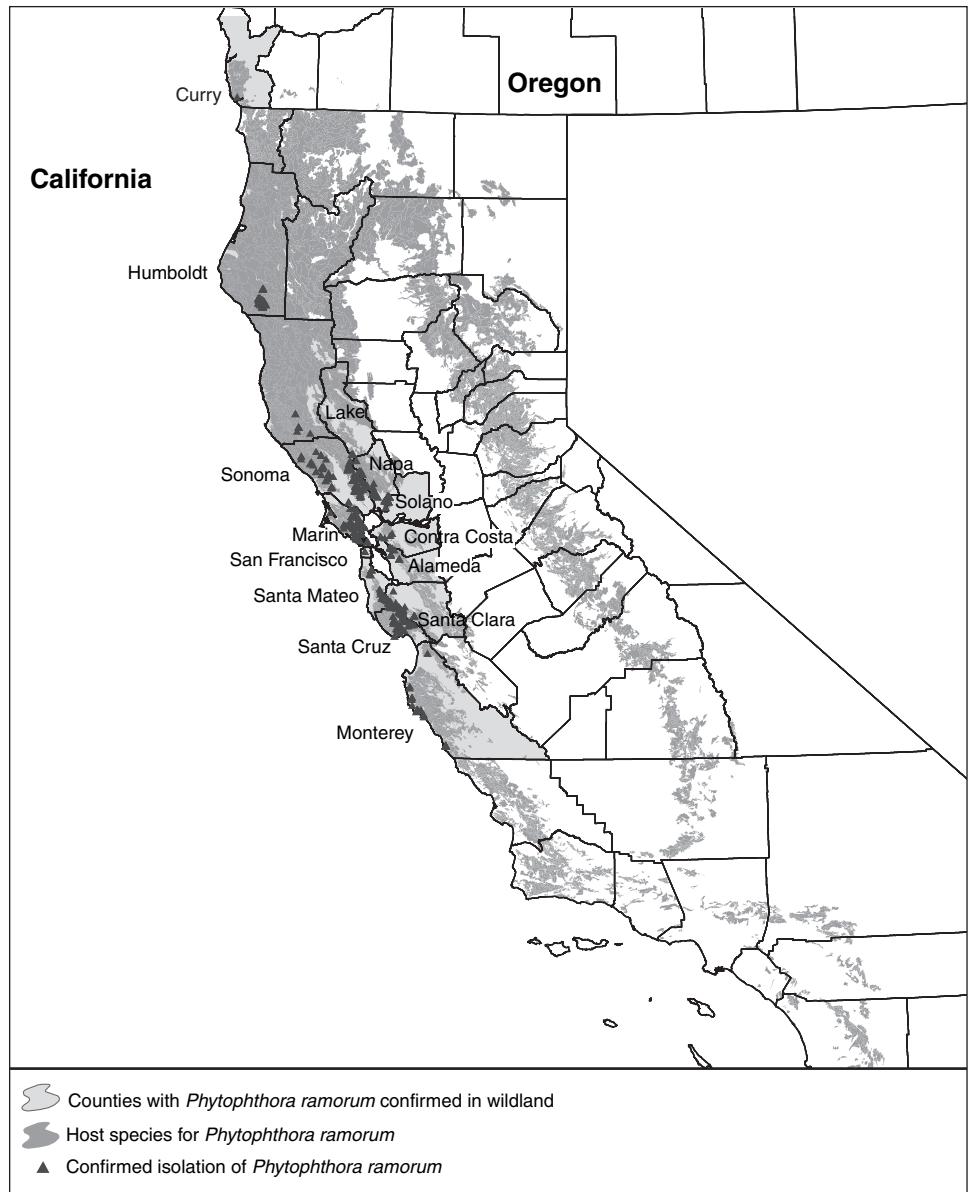 Oregon
Curry
California
Humboldt
Lake
Napa
Sonoma
Solano
Marin
Contra Costa
San Francisco
Alameda
Santa Mateo
Santa Clara
Santa Cruz
Monterey
Counties with Phytophthora ramorum confirmed in wildland
Host species for Phytophthora ramorum
Confirmed isolation of Phytophthora ramorum